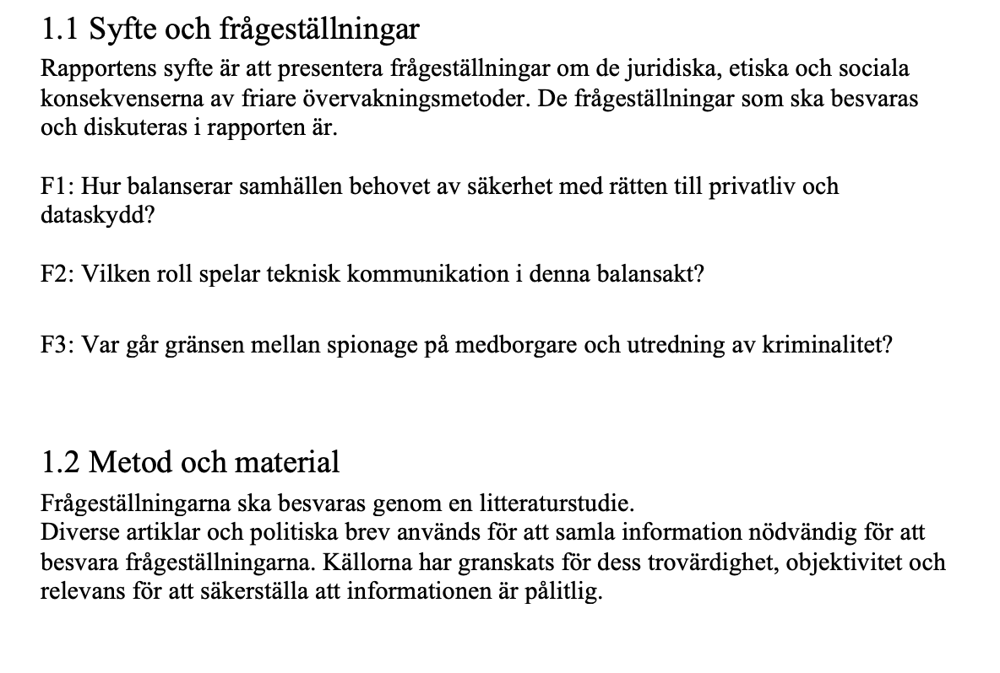 1.1 Syfte och frågeställningar
Rapportens syfte är att presentera frågeställningar om de juridiska, etiska och sociala
konsekvenserna av friare övervakningsmetoder. De frågeställningar som ska besvaras
och diskuteras i rapporten är.
F1: Hur balanserar samhällen behovet av säkerhet med rätten till privatliv och
dataskydd?
F2: Vilken roll spelar teknisk kommunikation i denna balansakt?
F3: Var går gränsen mellan spionage på medborgare och utredning av kriminalitet?
1.2 Metod och material
Frågeställningarna ska besvaras genom en litteraturstudie.
Diverse artiklar och politiska brev används för att samla information nödvändig för att
besvara frågeställningarna. Källorna har granskats för dess trovärdighet, objektivitet och
relevans för att säkerställa att informationen är pålitlig.